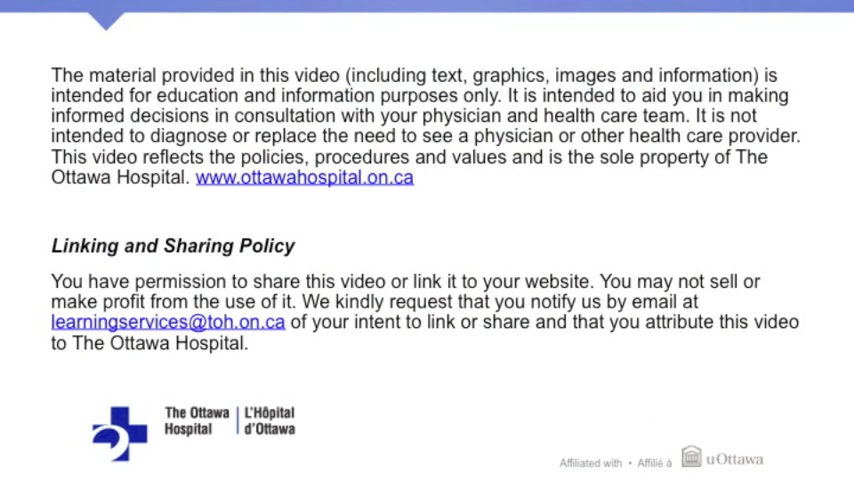 The material provided in this video (including text, graphics, images and information) is
intended for education and information purposes only. It is intended to aid you in making
informed decisions in consultation with your physician and health care team. It is not
intended to diagnose or replace the need to see a physician or other health care provider.
This video reflects the policies, procedures and values and is the sole property of The
Ottawa Hospital. www.ottawahospital.on.ca
Linking and Sharing Policy
You have permission to share this video or link it to your website. You may not sell or
make profit from the use of it. We kindly request that you notify us by email at
learningservices@toh.on.ca of your intent to link or share and that you attribute this video
to The Ottawa Hospital.
The Ottawa Hospital
L'Hôpital d'Ottawa
Affiliated with • Affilié à uOttawa